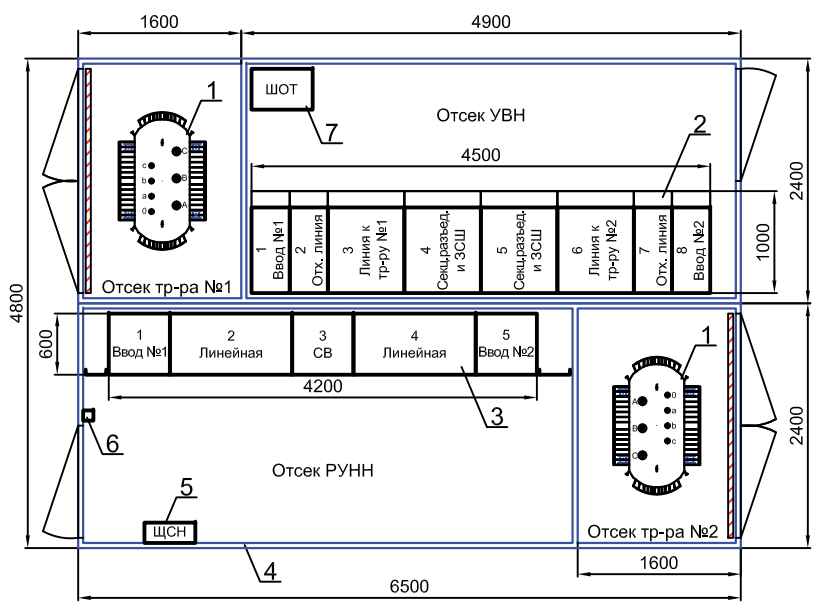 1600
4900
1
ШОТ
7
Отсек УВН
2
4500
c
b
a
0
C
B
A
1
Ввод №1
2
Отх. линия
3
Линия к
тр-ру №1
4
Секц.разъед.
и ЗСШ
5
Секц.разъед.
и ЗСШ
6
Линия к
тр-ру №2
7
Отх. линия
8
Ввод №2
1000
2400
Отсек тр-ра №1
4800
600
1
Ввод №1
2
Линейная
3
СВ
4
Линейная
5
Ввод №2
4200
3
1
A
B
C
0
a
b
c
2400
6
Отсек РУНН
5
ЩСН
4
Отсек тр-ра №2
1600
6500